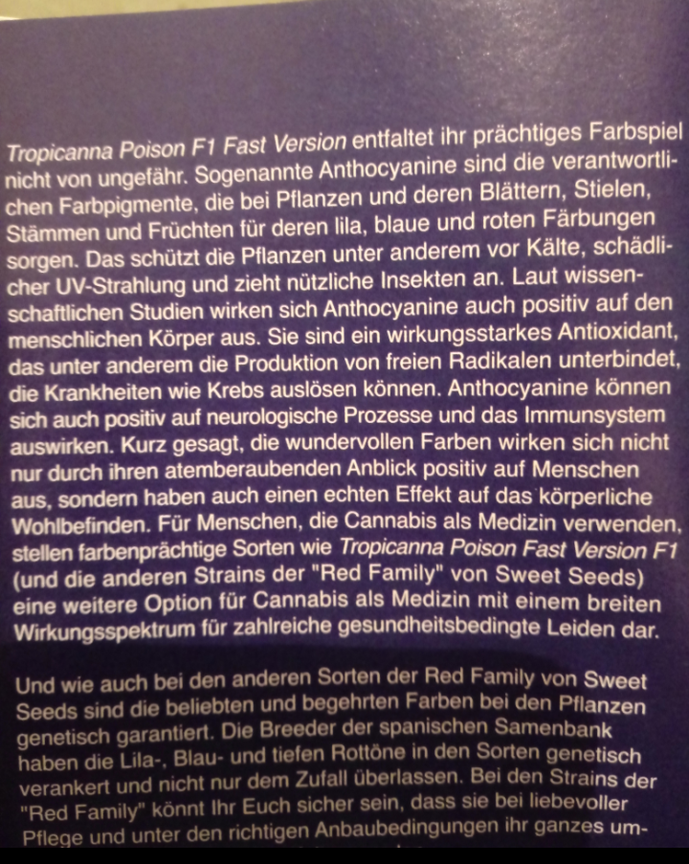 Tropicanna Poison F1 Fast Version entfaltet ihr prächtiges Farbspiel
nicht von ungefähr. Sogenannte Anthocyanine sind die verantwortli-
chen Farbpigmente, die bei Pflanzen und deren Blättern, Stielen,
Stämmen und Früchten für deren lila, blaue und roten Färbungen
sorgen. Das schützt die Pflanzen unter anderem vor Kälte, schädli-
cher UV-Strahlung und zieht nützliche Insekten an. Laut wissen-
schaftlichen Studien wirken sich Anthocyanine auch positiv auf den
menschlichen Körper aus. Sie sind ein wirkungsstarkes Antioxidant,
das unter anderem die Produktion von freien Radikalen unterbindet,
die Krankheiten wie Krebs auslösen können. Anthocyanine können
sich auch positiv auf neurologische Prozesse und das Immunsystem
auswirken. Kurz gesagt, die wundervollen Farben wirken sich nicht
nur durch ihren atemberaubenden Anblick positiv auf Menschen
aus, sondern haben auch einen echten Effekt auf das körperliche
Wohlbefinden. Für Menschen, die Cannabis als Medizin verwenden,
stellen farbenprächtige Sorten wie Tropicanna Poison Fast Version F1
(und die anderen Strains der "Red Family" von Sweet Seeds)
eine weitere Option für Cannabis als Medizin mit einem breiten
Wirkungsspektrum für zahlreiche gesundheitsbedingte Leiden dar.
Und wie auch bei den anderen Sorten der Red Family von Sweet
Seeds sind die beliebten und begehrten Farben bei den Pflanzen
genetisch garantiert. Die Breeder der spanischen Samenbank
haben die Lila-, Blau- und tiefen Rottöne in den Sorten genetisch
verankert und nicht nur dem Zufall überlassen. Bei den Strains der
"Red Family" könnt Ihr Euch sicher sein, dass sie bei liebevoller
Pflege und unter den richtigen Anbaubedingungen ihr ganzes um-